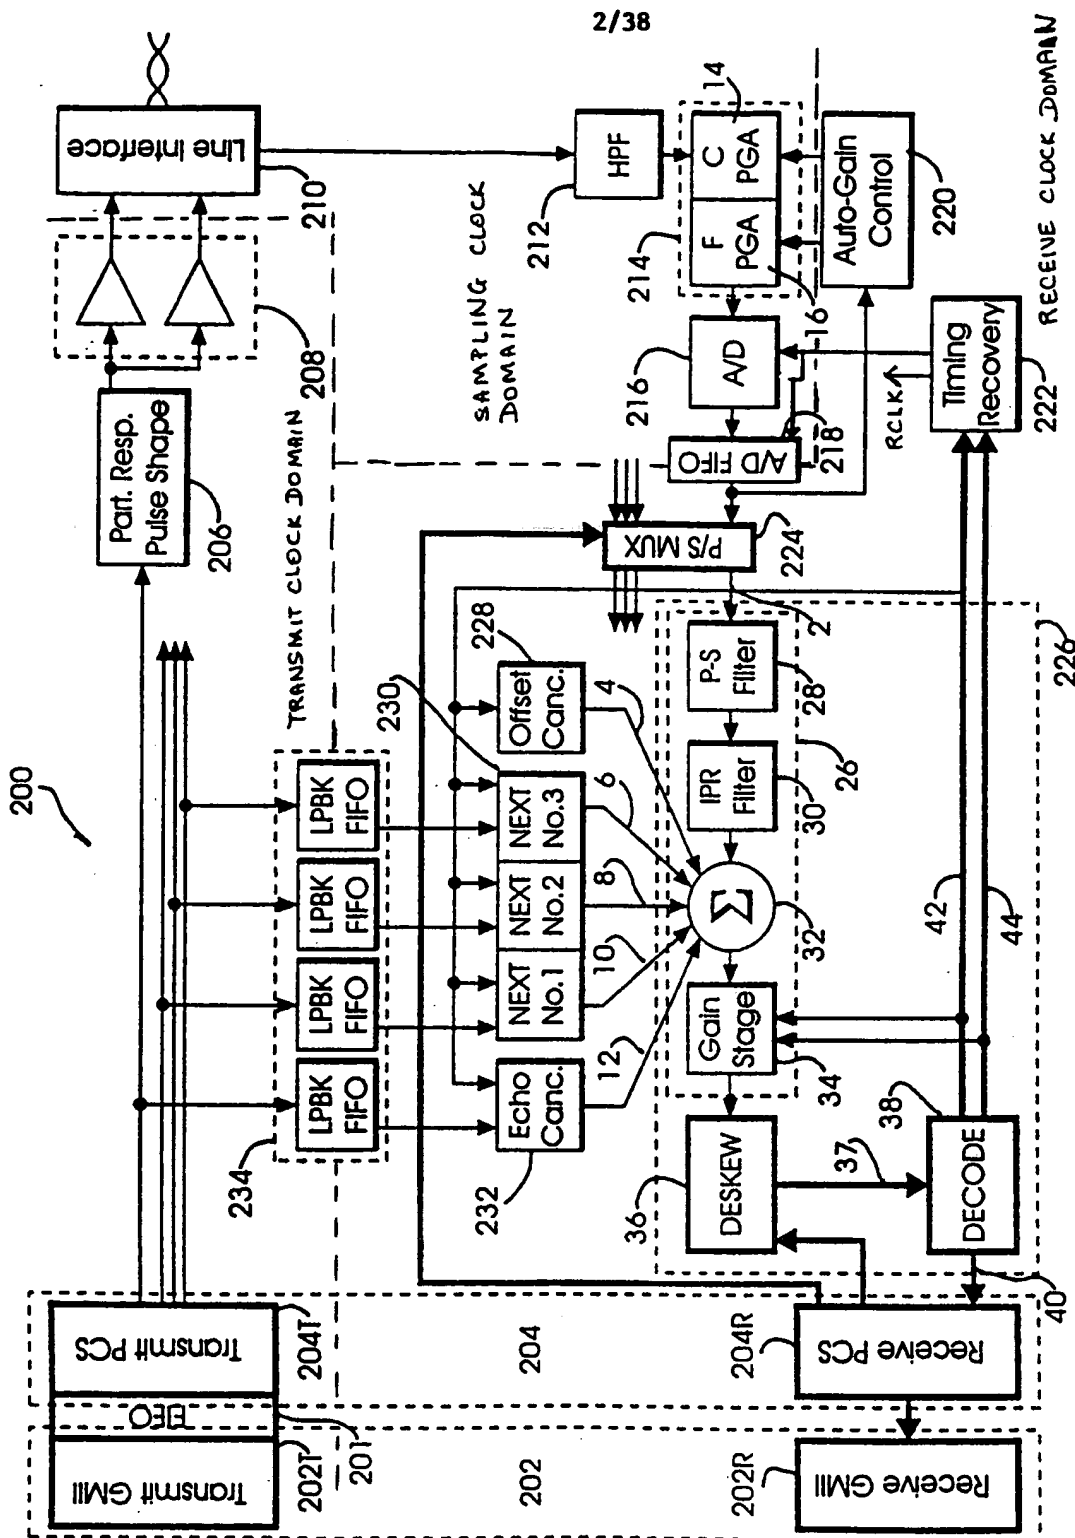 2/38
200
Transmit GMII
202T
FIFO
201
Transmit PCS
204T
202
204
Receive GMII
202R
Receive PCS
204R
Part. Resp.
Pulse Shape
206
208
Line Interface
210
TRANSMIT CLOCK DOMAIN
SAMPLING CLOCK
DOMAIN
RECEIVE CLOCK DOMAIN
HPF
212
214
F
PGA
C
PGA
14
16
A/D
216
A/D FIFO
218
16
Auto-Gain
Control
220
RCLK
Timing
Recovery
222
P/S MUX
224
2
LPBK
FIFO
LPBK
FIFO
LPBK
FIFO
LPBK
FIFO
234
Echo
Canc.
232
NEXT
No.1
NEXT
No.2
NEXT
No.3
230
Offset
Canc.
228
12
10
8
6
4
DESKEW
36
Gain
Stage
34
Σ
32
IPR
Filter
30
P-S
Filter
28
26
226
37
DECODE
38
40
42
44